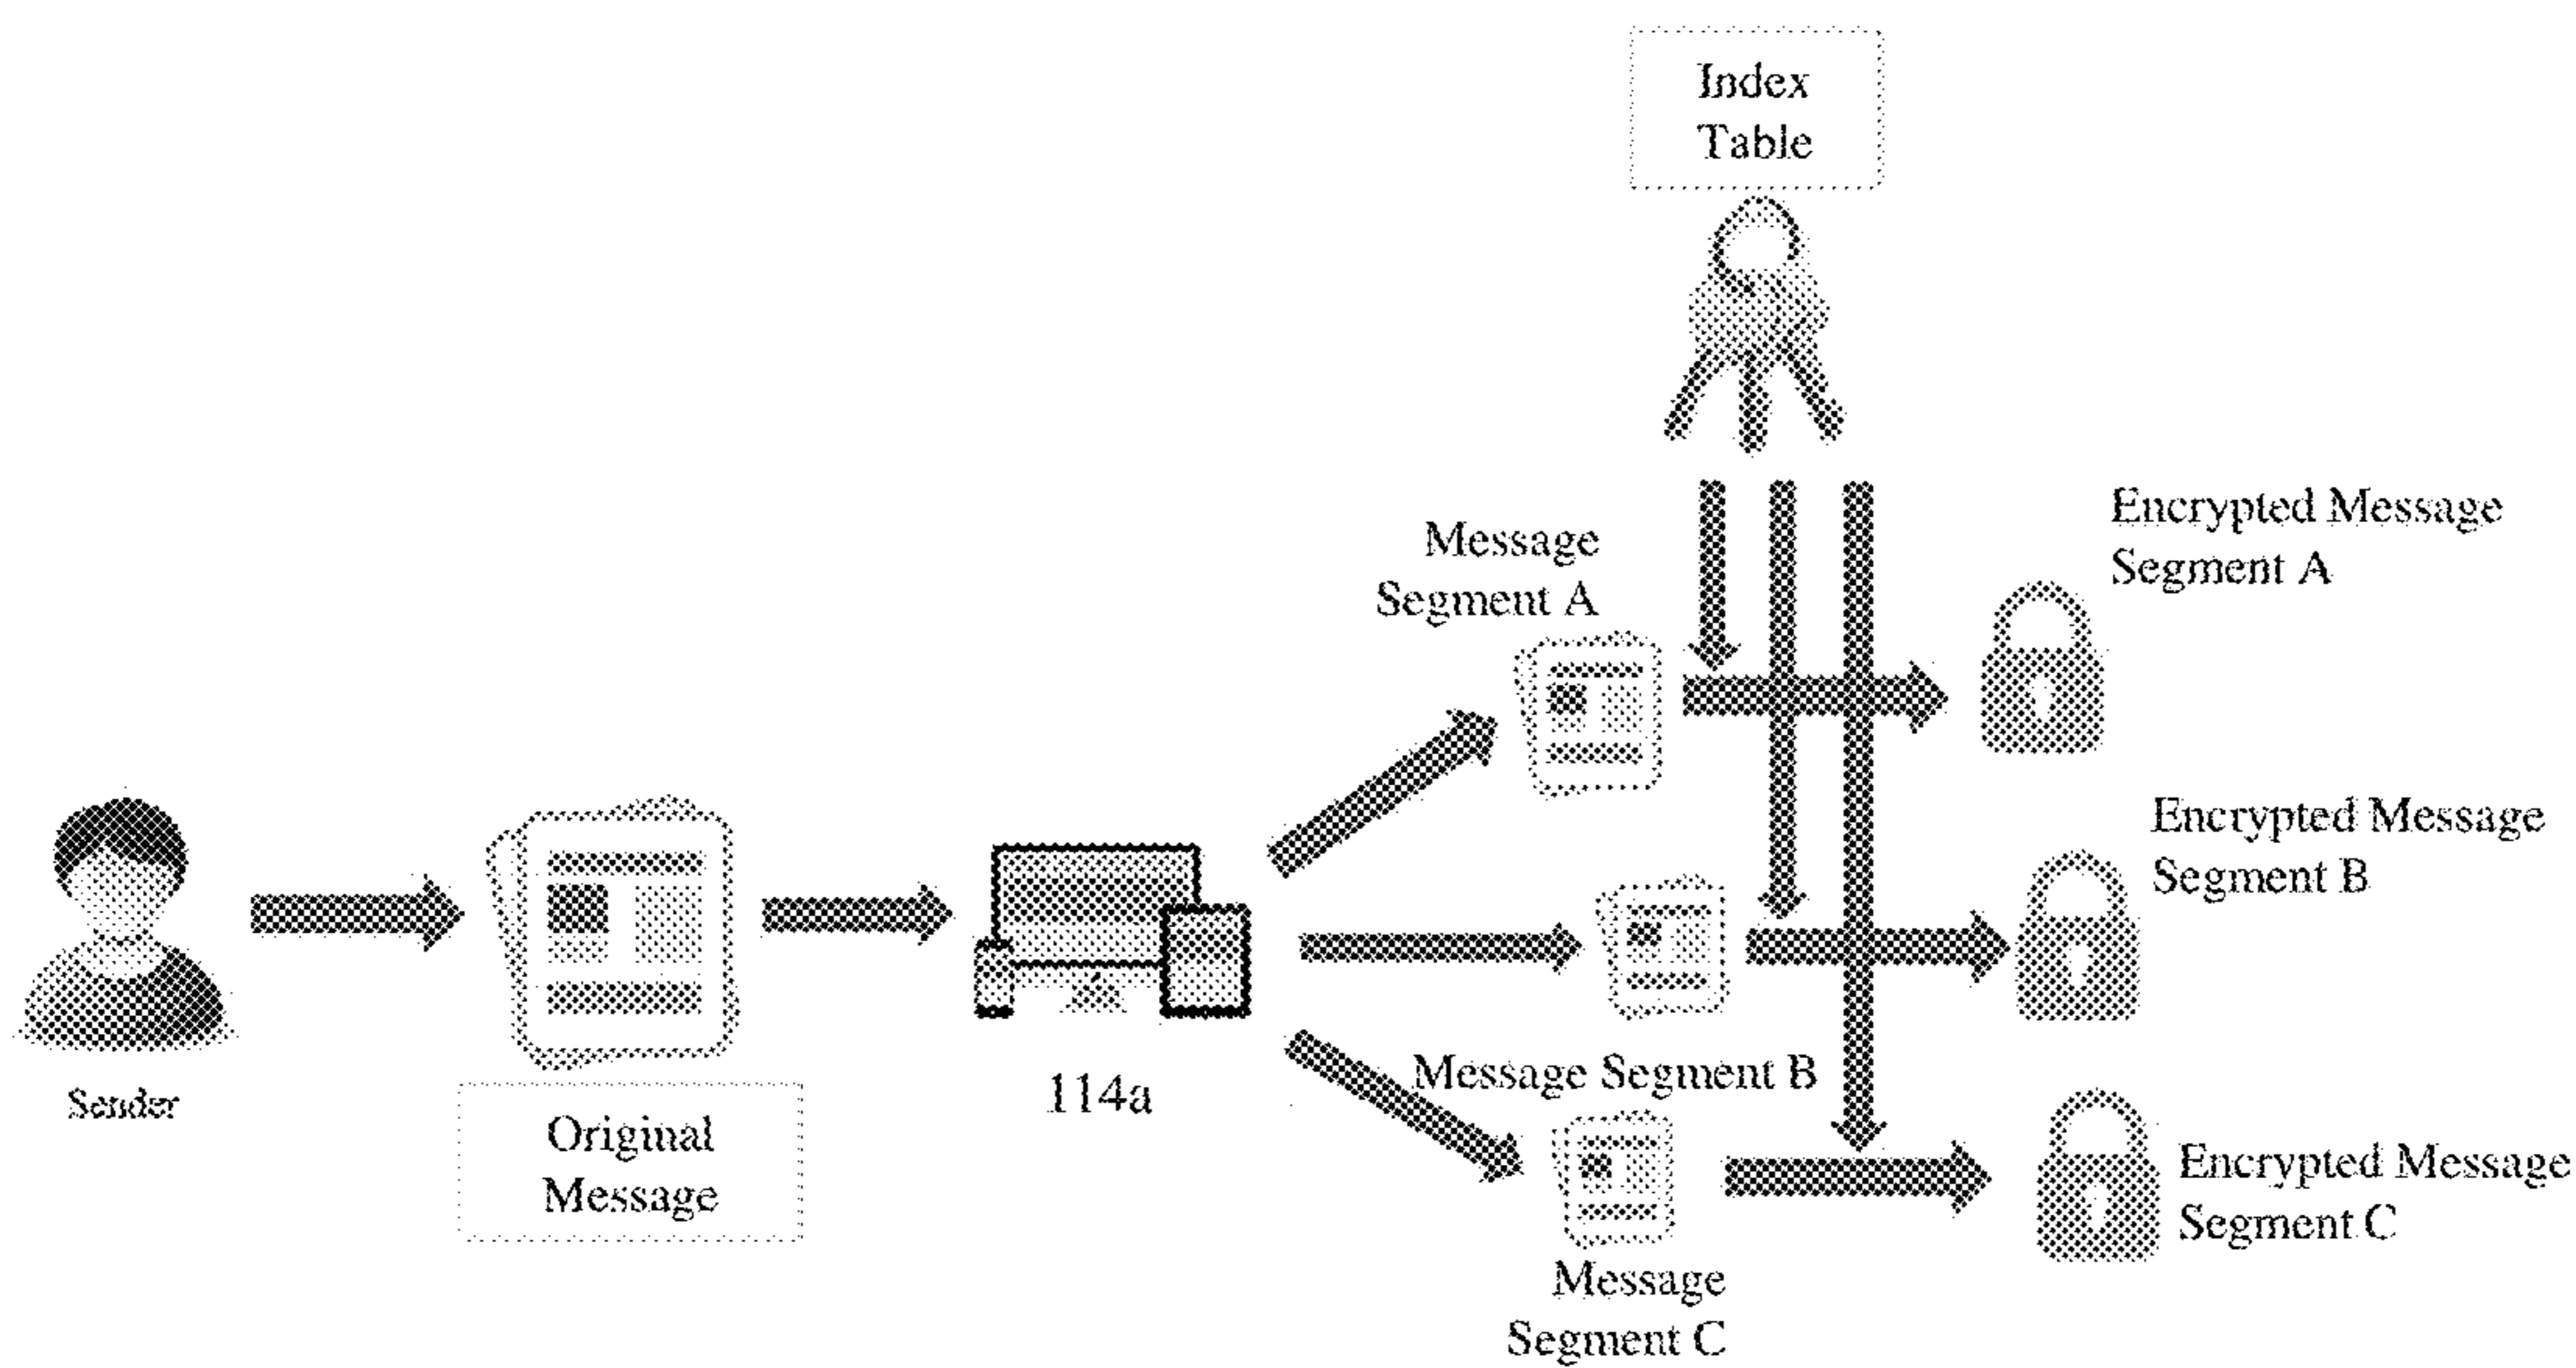 Index
Table
Message
Segment A
Encrypted Message
Segment A
Encrypted Message
Segment B
Sender
Original
Message
114a
Message Segment B
Encrypted Message
Segment C
Message
Segment C